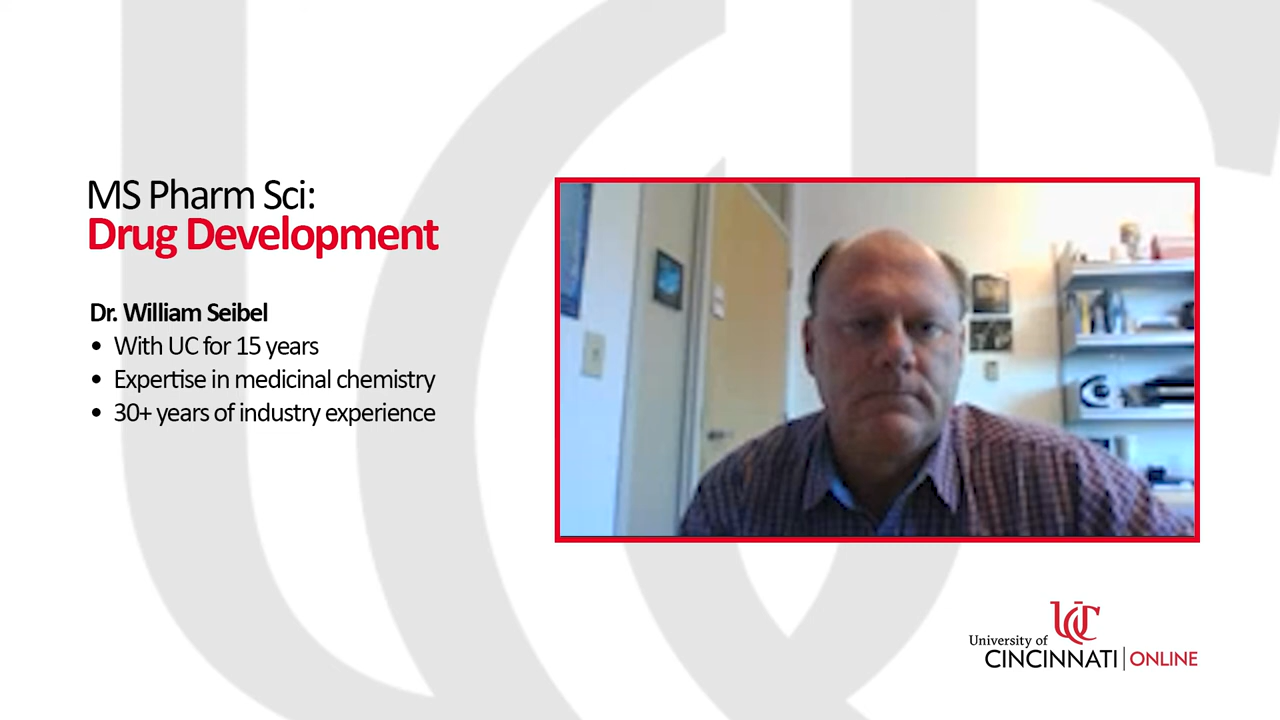 MS Pharm Sci:
Drug Development
Dr. William Seibel
• With UC for 15 years
• Expertise in medicinal chemistry
• 30+ years of industry experience
UC
University of
CINCINNATI | ONLINE